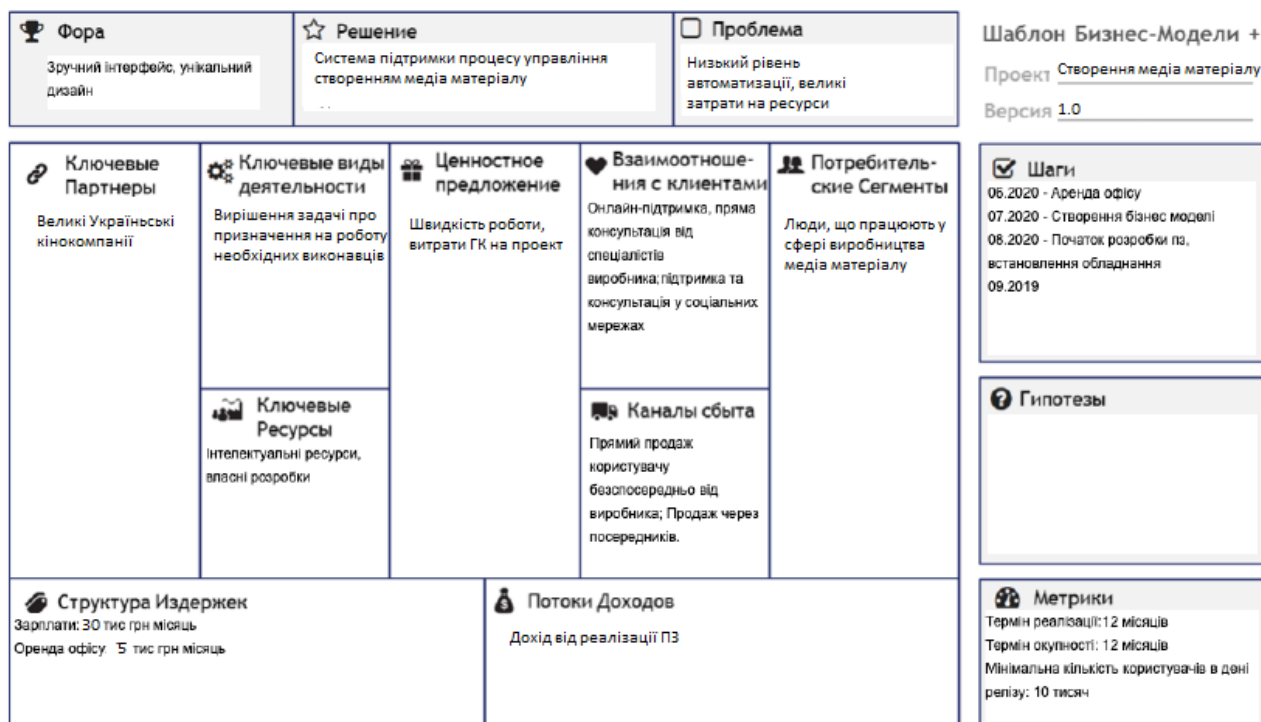 Фора
Зручний інтерфейс, унікальний
дизайн
Решение
Система підтримки процесу управління
створенням медіа матеріалу
Проблема
Низький рівень
автоматизації, великі
затрати на ресурси
Шаблон Бизнес-Модели +
Проект Створення медіа матеріалу
Версия 1.0
Ключевые
Партнеры
Великі Україньські
кінокомпанії
Ключевые виды
деятельности
Вирішення задачі про
призначення на роботу
необхідних виконавців
Ключевые
Ресурсы
Інтелектуальні ресурси,
власні розробки
Ценностное
предложение
Швидкість роботи,
витрати ГК на проект
Взаимоотноше-
ния с клиентами
Онлайн-підтримка, пряма
консультація від
спеціалістів
виробника;підтримка та
консультація у соціальних
мережах
Каналы сбыта
Прямий продаж
користувачу
безспосередньо від
виробника; Продаж через
посередників.
Потребитель-
ские Сегменты
Люди, що працюють у
сфері виробництва
медіа матеріалу
Шаги
06.2020 - Аренда офісу
07.2020 - Створення бізнес моделі
08.2020 - Початок розробки пз,
встановлення обладнання
09.2019
Гипотезы
Структура Издержек
Зарплати: 30 тис грн місяць
Оренда офісу: 5 тис грн місяць
Потоки Доходов
Дохід від реалізації ПЗ
Метрики
Термін реалізації:12 місяців
Термін окупності: 12 місяців
Мінімальна кількість користувачів в дені
релізу: 10 тисяч